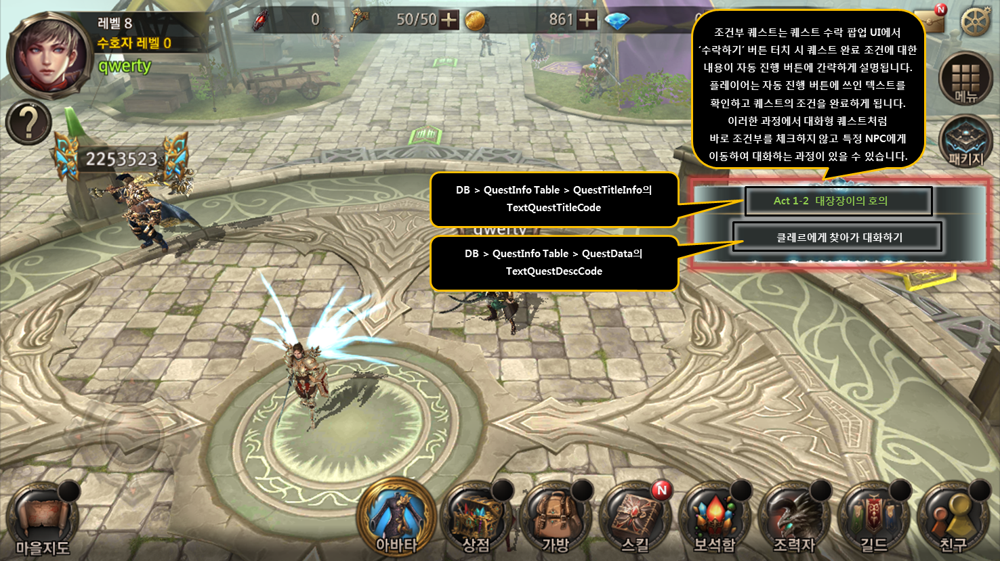 레벨 8
수호자 레벨 0
qwerty
0
50/50
861
N
조건부 퀘스트는 퀘스트 수락 팝업 UI에서
‘수락하기’ 버튼 터치 시 퀘스트 완료 조건에 대한
내용이 자동 진행 버튼에 간략하게 설명됩니다.
플레이어는 자동 진행 버튼에 쓰인 텍스트를
확인하고 퀘스트의 조건을 완료하게 됩니다.
이러한 과정에서 대화형 퀘스트처럼
바로 조건부를 체크하지 않고 특정 NPC에게
이동하여 대화하는 과정이 있을 수 있습니다.
메뉴
패키지
?
2253523
DB > QuestInfo Table > QuestTitleInfo의
TextQuestTitleCode
Act 1-2 대장장이의 호의
qwerty
클레르에게 찾아가 대화하기
DB > QuestInfo Table > QuestData의
TextQuestDescCode
N
마을지도
아바타
상점
가방
스킬
보석함
조력자
길드
친구